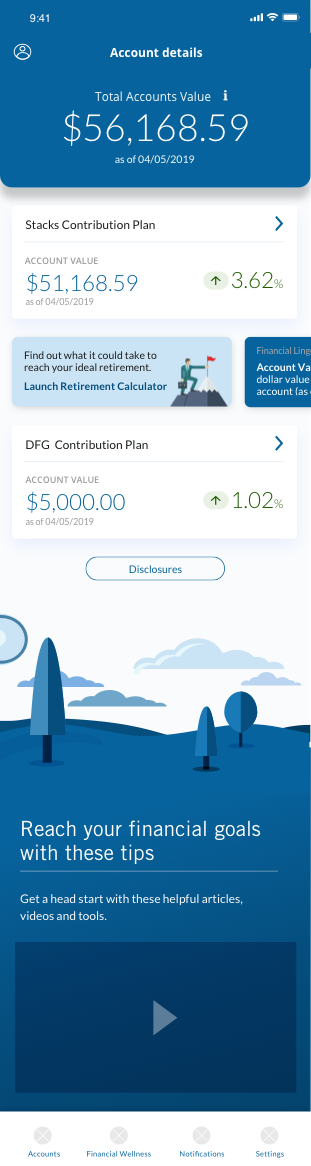 9:41
Account details
Total Accounts Value i
$56,168.59
as of 04/05/2019
Stacks Contribution Plan
ACCOUNT VALUE
$51,168.59
3.62%
as of 04/05/2019
Find out what it could take to
reach your ideal retirement.
Launch Retirement Calculator
Financial Ling
Account Va
dollar value
account (as
DFG Contribution Plan
ACCOUNT VALUE
$5,000.00
1.02%
as of 04/05/2019
Disclosures
Reach your financial goals
with these tips
Get a head start with these helpful articles,
videos and tools.
Accounts
Financial Wellness
Notifications
Settings